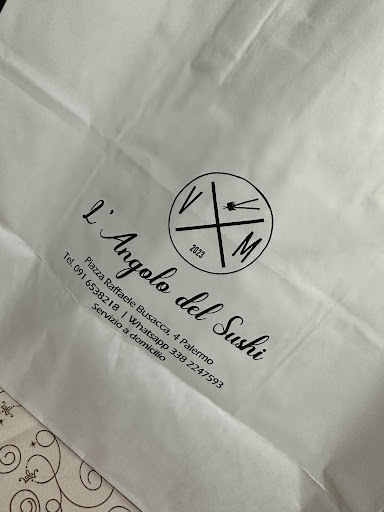 V
M
2023
L' Angolo del Sushi
Piazza Raffaele Busacca, 4 Palermo
Tel. 091 6538218 | Whatsapp 338 2247593
Servizio a domicilio